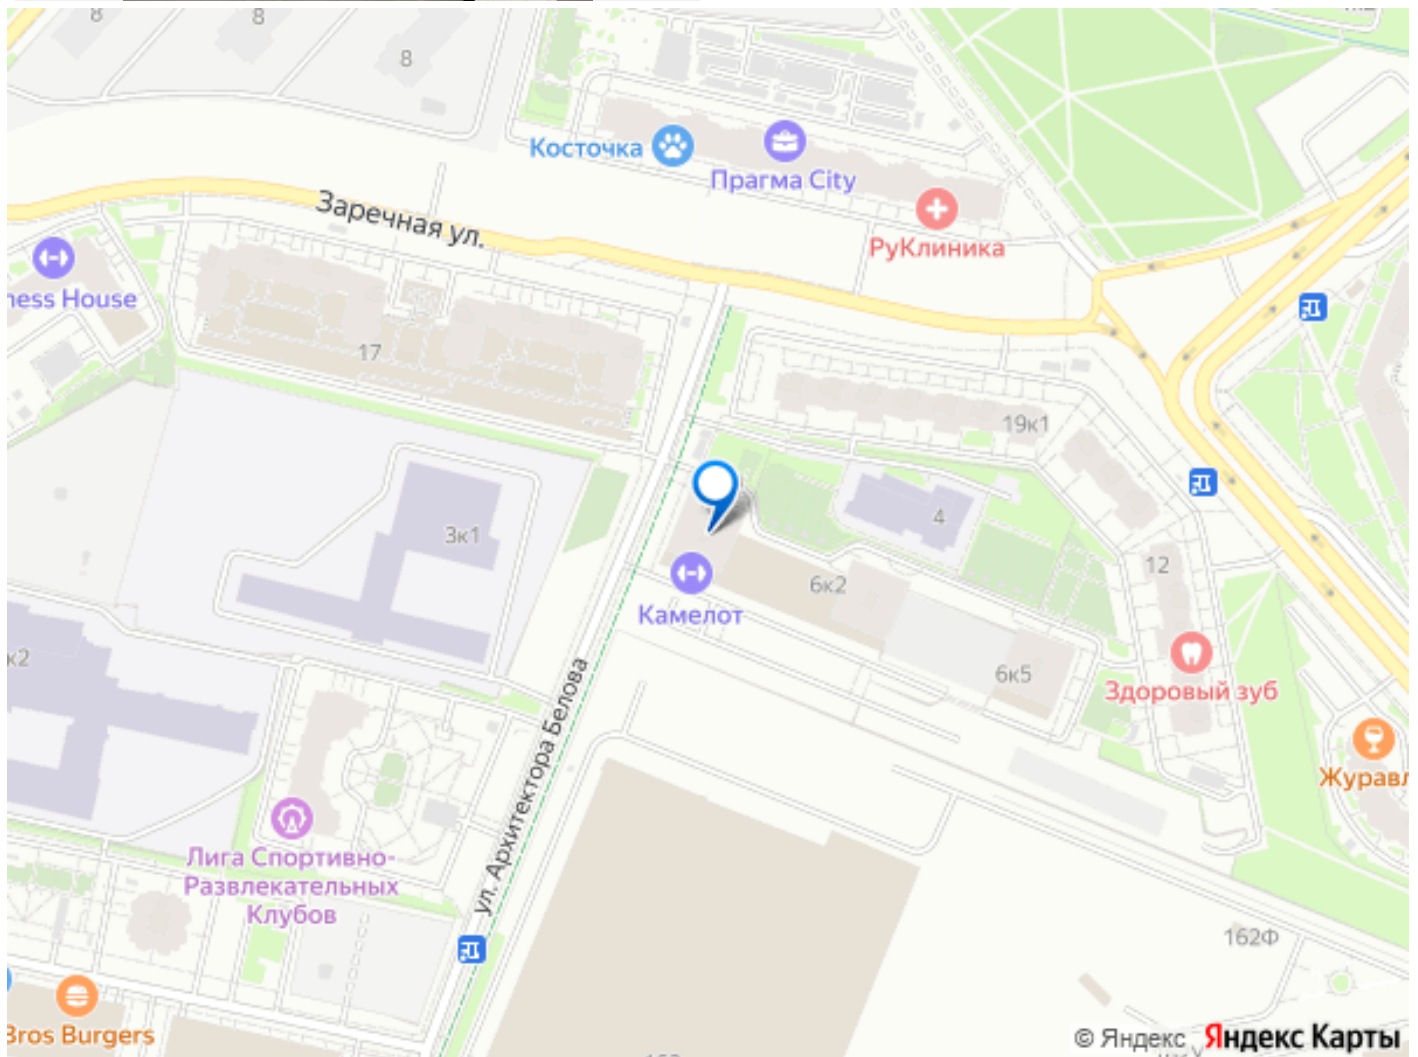 8
8
8
Косточка
Прагма City
Заречная ул.
РуКлиника
ness House
17
19к1
3к1
4
12
6к2
Камелот
к2
6к5
Здоровый зуб
ул. Архитектора Белова
Журавл
Лига Спортивно-
Развлекательных
Клубов
162Ф
Bros Burgers
© Яндекс Яндекс Карты